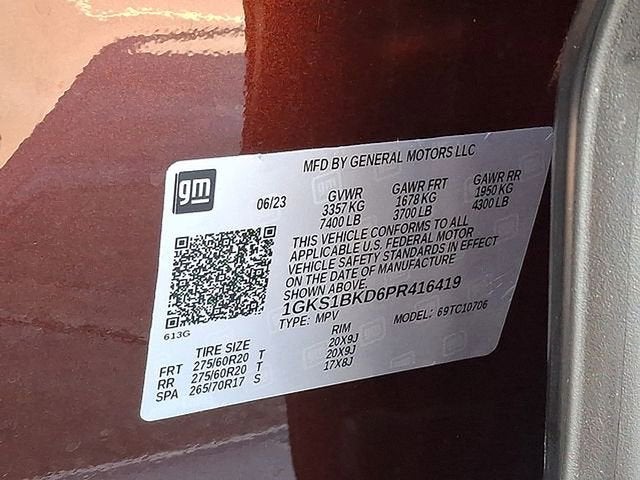 MFD BY GENERAL MOTORS LLC
gm
06/23
GVWR GAWR FRT GAWR RR
3357 KG 1678 KG 1950 KG
7400 LB 3700 LB 4300 LB
THIS VEHICLE CONFORMS TO ALL
APPLICABLE U.S. FEDERAL MOTOR
VEHICLE SAFETY STANDARDS IN EFFECT
ON THE DATE OF MANUFACTURE
SHOWN ABOVE.
1GKS1BKD6PR416419
TYPE: MPV MODEL: 69TC10706
613G
TIRE SIZE RIM
FRT 275/60R20 T 20X9J
RR 275/60R20 T 20X9J
SPA 265/70R17 S 17X8J